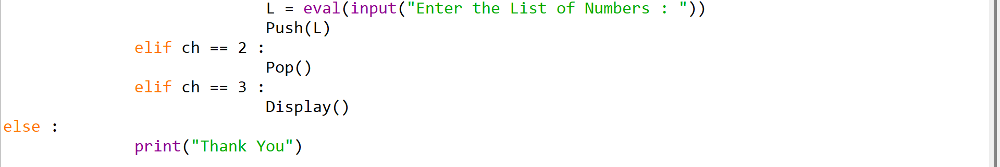 L = eval(input("Enter the List of Numbers : "))
Push(L)
elif ch == 2 :
Pop()
elif ch == 3 :
Display()
else :
print("Thank You")